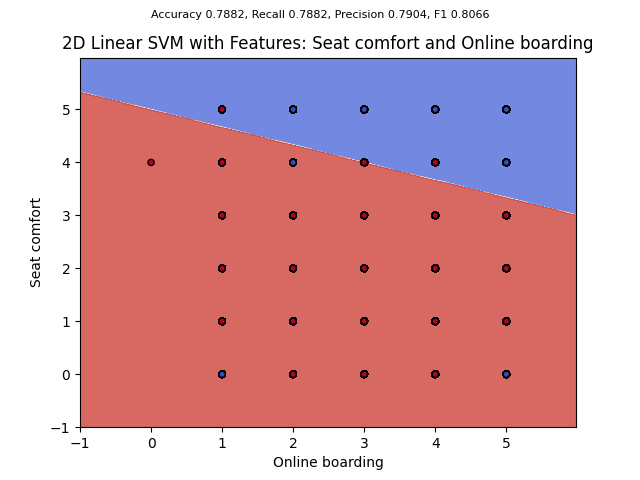 Accuracy 0.7882, Recall 0.7882, Precision 0.7904, F1 0.8066
2D Linear SVM with Features: Seat comfort and Online boarding
5
4
3
2
1
0
−1
Seat comfort
−1 0 1 2 3 4 5
Online boarding